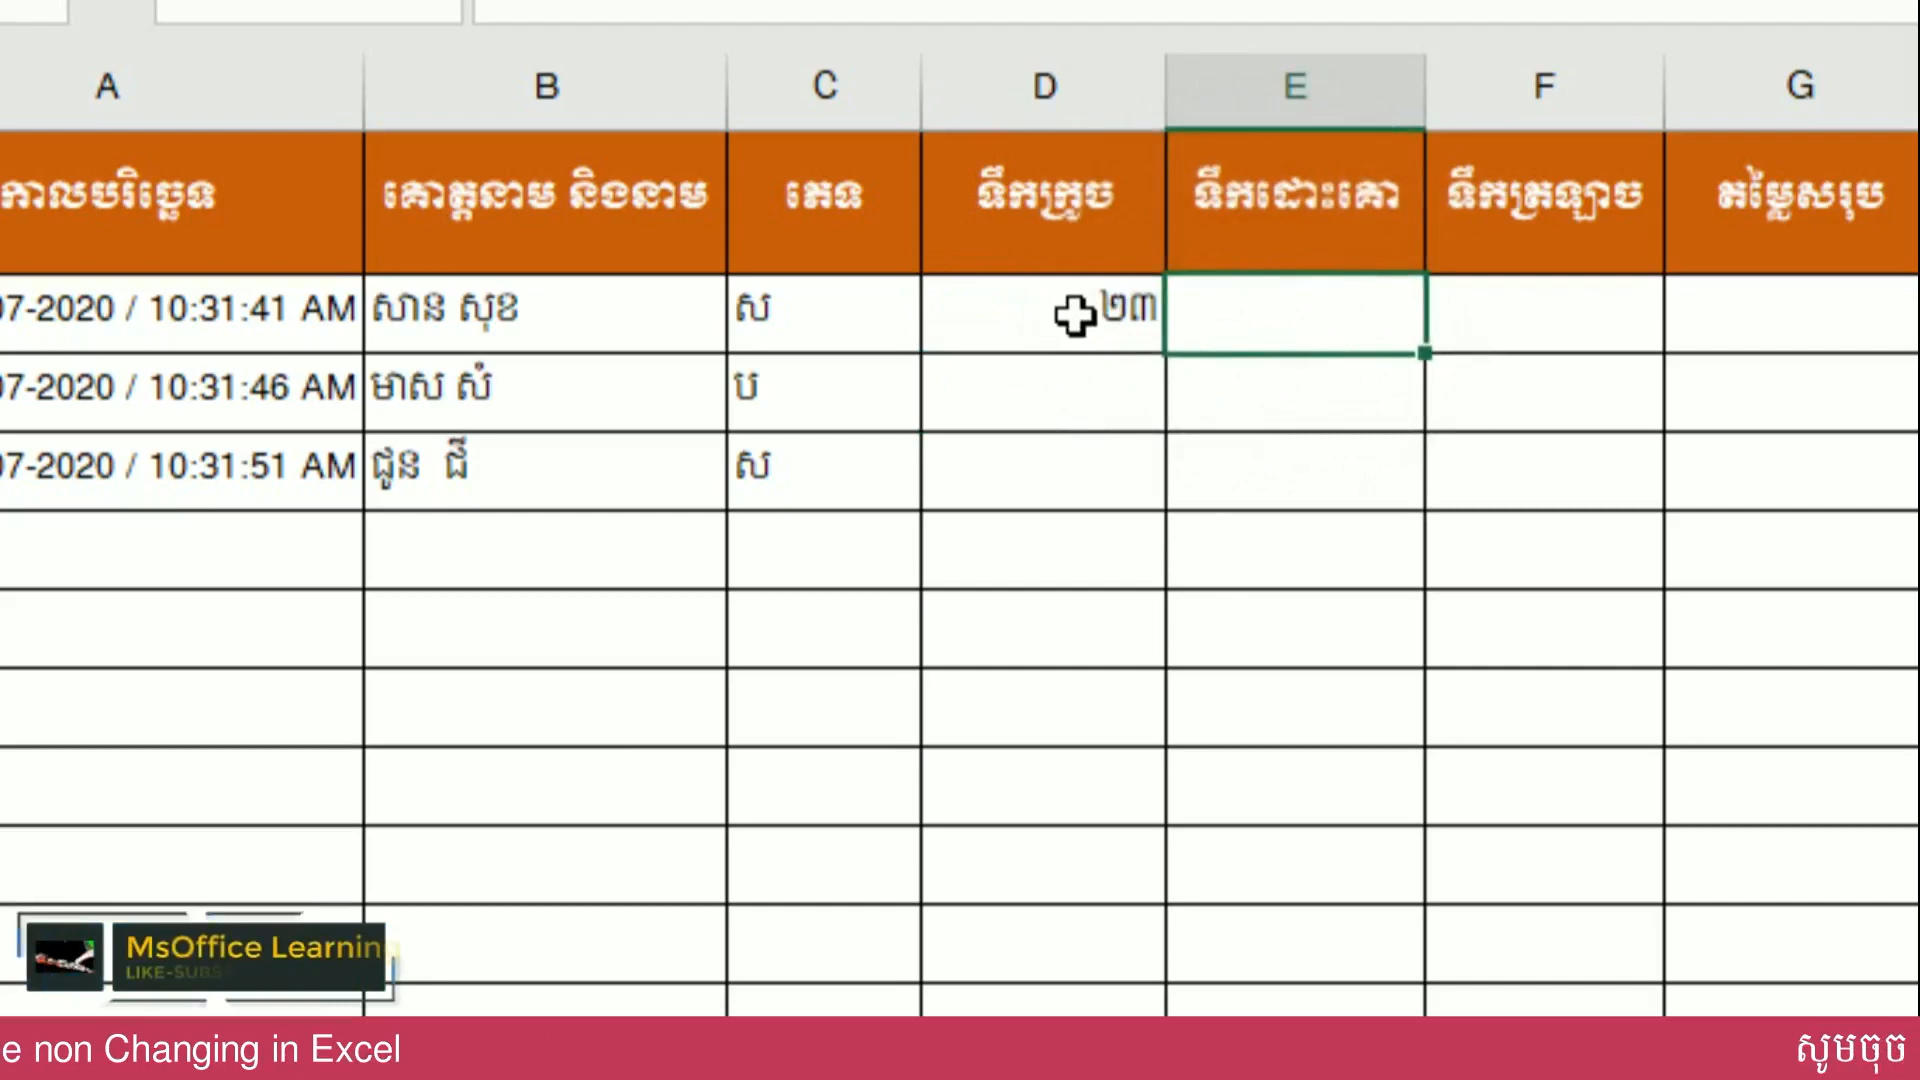 A B C D E F G
កាលបរិច្ឆេទ គោត្តនាម និងនាម ភេទ ទឹកក្រូច ទឹកដោះគោ ទឹកត្រឡាច តម្លៃសរុប
07-2020 / 10:31:41 AM សាន សុខ ស ២៣
07-2020 / 10:31:46 AM មាស សំ ប
07-2020 / 10:31:51 AM ជូន ជី ស
MsOffice Learning
LIKE-SUBS
e non Changing in Excel សូមចុច